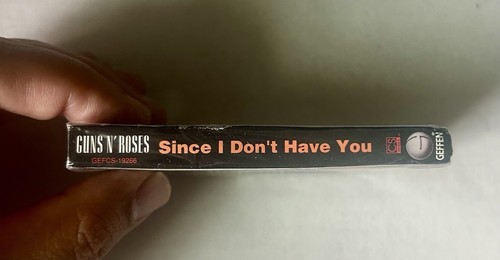 GUNS N' ROSES
GEFCS-19266
Since I Don't Have You
CS
GEFFEN